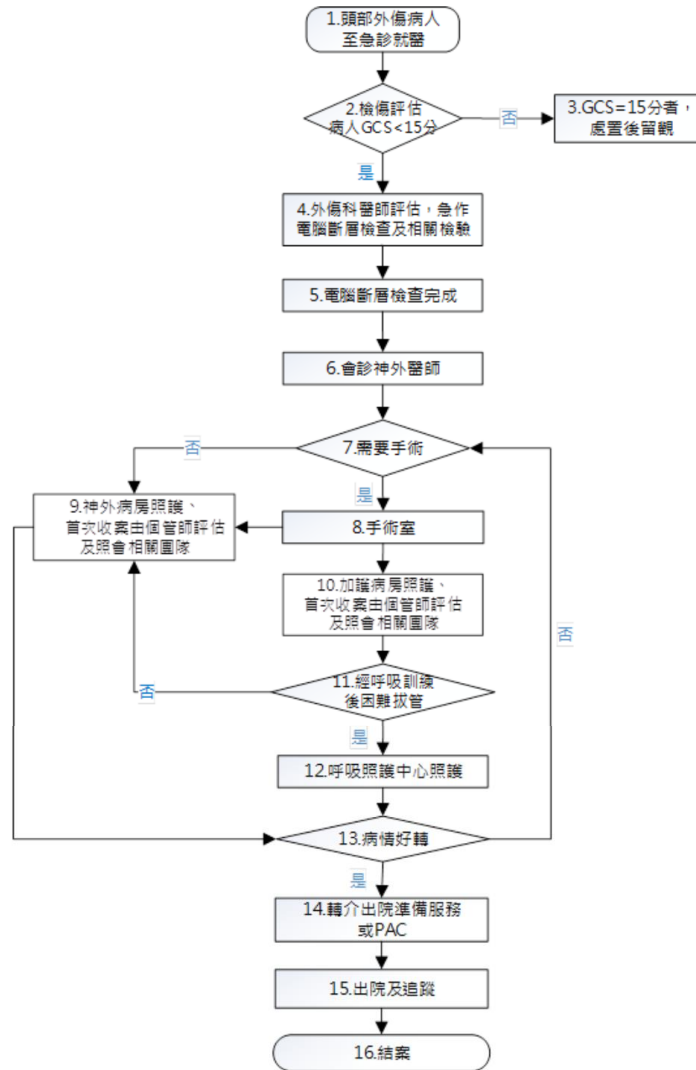 1.頭部外傷病人
至急診就醫
2.檢傷評估
病人GCS<15分
否
3.GCS=15分者，
處置後留觀
是
4.外傷科醫師評估，急作
電腦斷層檢查及相關檢驗
5.電腦斷層檢查完成
6.會診神外醫師
否
7.需要手術
是
9.神外病房照護、
首次收案由個管師評估
及照會相關團隊
8.手術室
10.加護病房照護、
首次收案由個管師評估
及照會相關團隊
否
否
11.經呼吸訓練
後困難拔管
是
12.呼吸照護中心照護
13.病情好轉
是
14.轉介出院準備服務
或PAC
15.出院及追蹤
16.結案